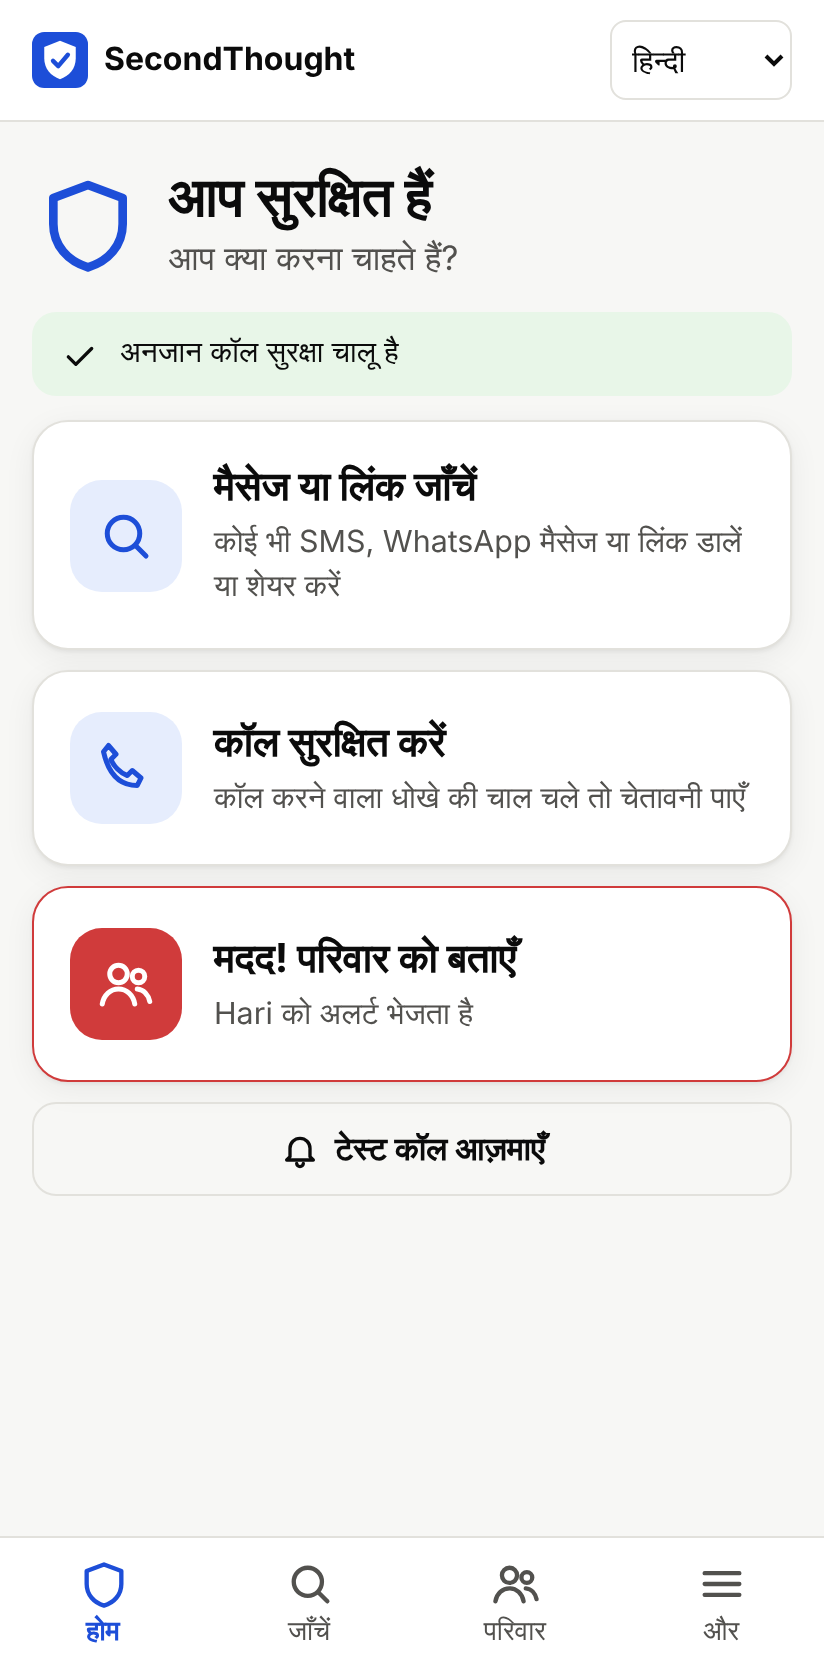 SecondThought
हिन्दी
आप सुरक्षित हैं
आप क्या करना चाहते हैं?
अनजान कॉल सुरक्षा चालू है
मैसेज या लिंक जाँचें
कोई भी SMS, WhatsApp मैसेज या लिंक डालें
या शेयर करें
कॉल सुरक्षित करें
कॉल करने वाला धोखे की चाल चले तो चेतावनी पाएँ
मदद! परिवार को बताएँ
Hari को अलर्ट भेजता है
टेस्ट कॉल आज़माएँ
होम
जाँचें
परिवार
और